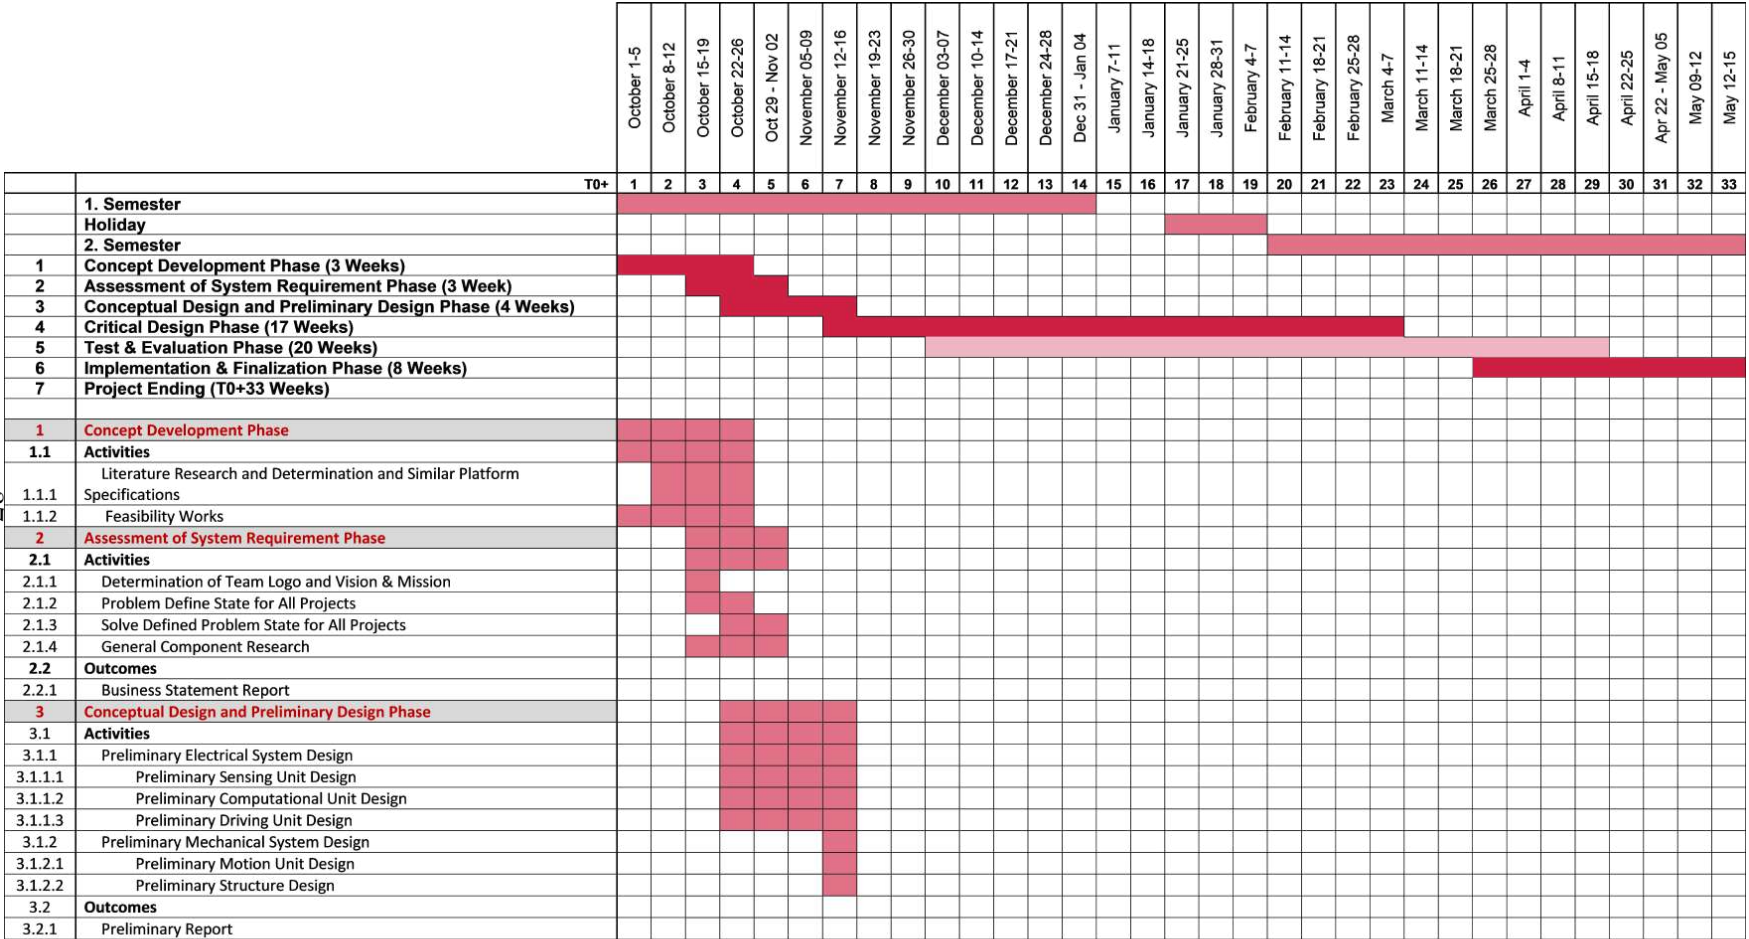 October 1-5
October 8-12
October 15-19
October 22-26
Oct 29 - Nov 02
November 05-09
November 12-16
November 19-23
November 26-30
December 03-07
December 10-14
December 17-21
December 24-28
Dec 31 - Jan 04
January 7-11
January 14-18
January 21-25
January 28-31
February 4-7
February 11-14
February 18-21
February 25-28
March 4-7
March 11-14
March 18-21
March 25-28
April 1-4
April 8-11
April 15-18
April 22-25
Apr 22 - May 05
May 09-12
May 12-15
T0+ 1 2 3 4 5 6 7 8 9 10 11 12 13 14 15 16 17 18 19 20 21 22 23 24 25 26 27 28 29 30 31 32 33
1. Semester
Holiday
2. Semester
1 Concept Development Phase (3 Weeks)
2 Assessment of System Requirement Phase (3 Week)
3 Conceptual Design and Preliminary Design Phase (4 Weeks)
4 Critical Design Phase (17 Weeks)
5 Test & Evaluation Phase (20 Weeks)
6 Implementation & Finalization Phase (8 Weeks)
7 Project Ending (T0+33 Weeks)
1 Concept Development Phase
1.1 Activities
Literature Research and Determination and Similar Platform
1.1.1 Specifications
1.1.2 Feasibility Works
2 Assessment of System Requirement Phase
2.1 Activities
2.1.1 Determination of Team Logo and Vision & Mission
2.1.2 Problem Define State for All Projects
2.1.3 Solve Defined Problem State for All Projects
2.1.4 General Component Research
2.2 Outcomes
2.2.1 Business Statement Report
3 Conceptual Design and Preliminary Design Phase
3.1 Activities
3.1.1 Preliminary Electrical System Design
3.1.1.1 Preliminary Sensing Unit Design
3.1.1.2 Preliminary Computational Unit Design
3.1.1.3 Preliminary Driving Unit Design
3.1.2 Preliminary Mechanical System Design
3.1.2.1 Preliminary Motion Unit Design
3.1.2.2 Preliminary Structure Design
3.2 Outcomes
3.2.1 Preliminary Report